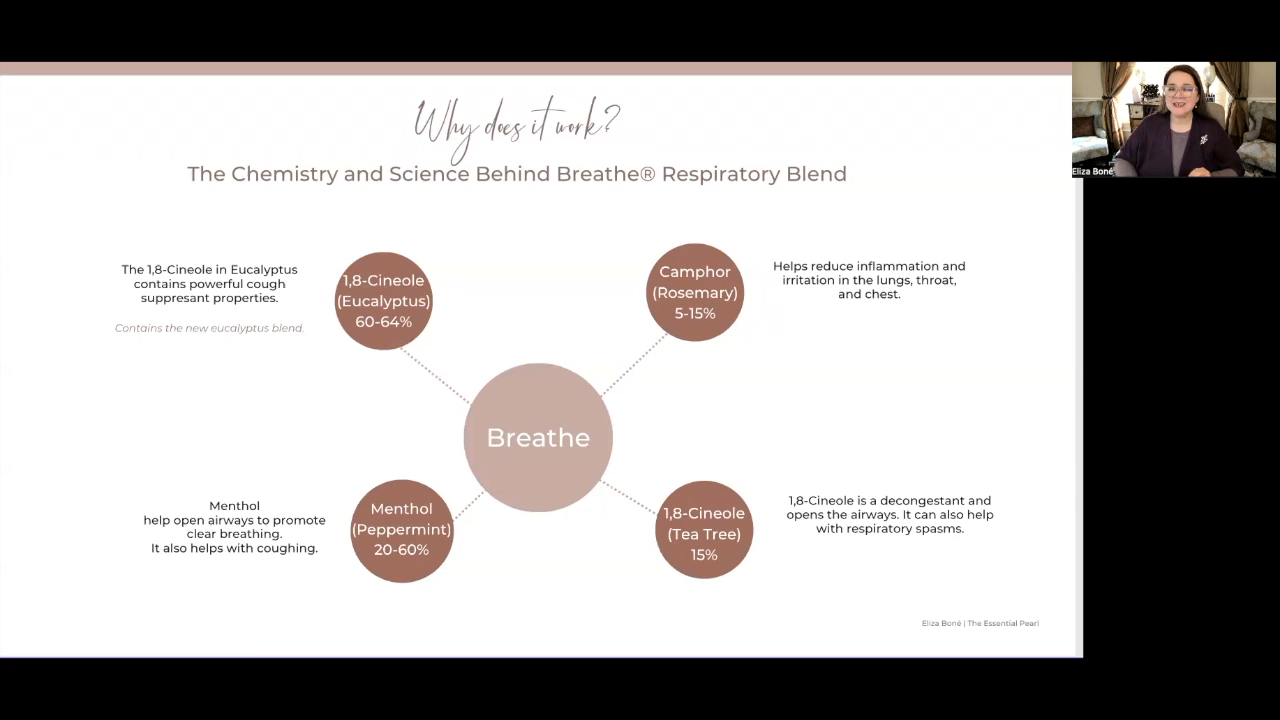 Why does it work?
The Chemistry and Science Behind Breathe® Respiratory Blend
The 1,8-Cineole in Eucalyptus
contains powerful cough
suppresant properties.
Contains the new eucalyptus blend.
1,8-Cineole
(Eucalyptus)
60-64%
Camphor
(Rosemary)
5-15%
Helps reduce inflammation and
irritation in the lungs, throat,
and chest.
Breathe
Menthol
help open airways to promote
clear breathing.
It also helps with coughing.
Menthol
(Peppermint)
20-60%
1,8-Cineole
(Tea Tree)
15%
1,8-Cineole is a decongestant and
opens the airways. It can also help
with respiratory spasms.
Eliza Boné | The Essential Pearl
Eliza Boné